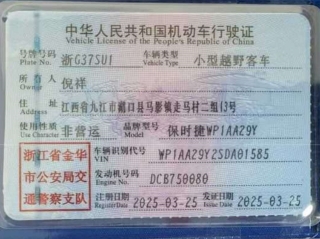 中华人民共和国机动车行驶证
Vehicle License of the People's Republic of China
号牌号码 浙G37SU1 车辆类型 小型越野客车
Plate No. Vehicle Type
所有人 倪祥
Owner
住址 江西省九江市湖口县马影镇走马村二组13号
Address
使用性质 非营运 品牌型号 保时捷WP1AA29Y
Use Character Model
浙江省金华
市公安局交
通警察支队
车辆识别代号 WP1AA29Y2SDA01585
VIN
发动机号码 DCB750080
Engine No.
注册日期 2025-03-25 发证日期 2025-03-25
Register Date Issue Date